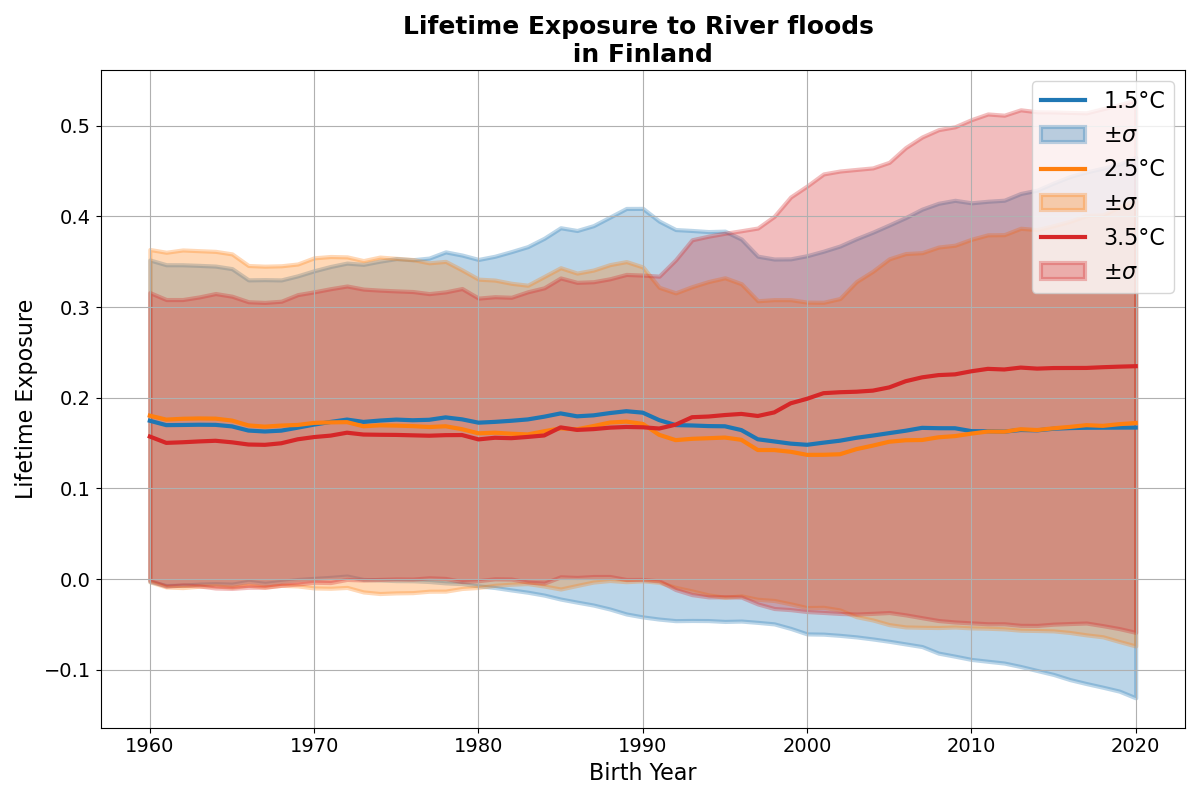 Lifetime Exposure to River floods
in Finland
1.5°C
±σ
2.5°C
±σ
3.5°C
±σ
Lifetime Exposure
0.5
0.4
0.3
0.2
0.1
0.0
−0.1
1960 1970 1980 1990 2000 2010 2020
Birth Year